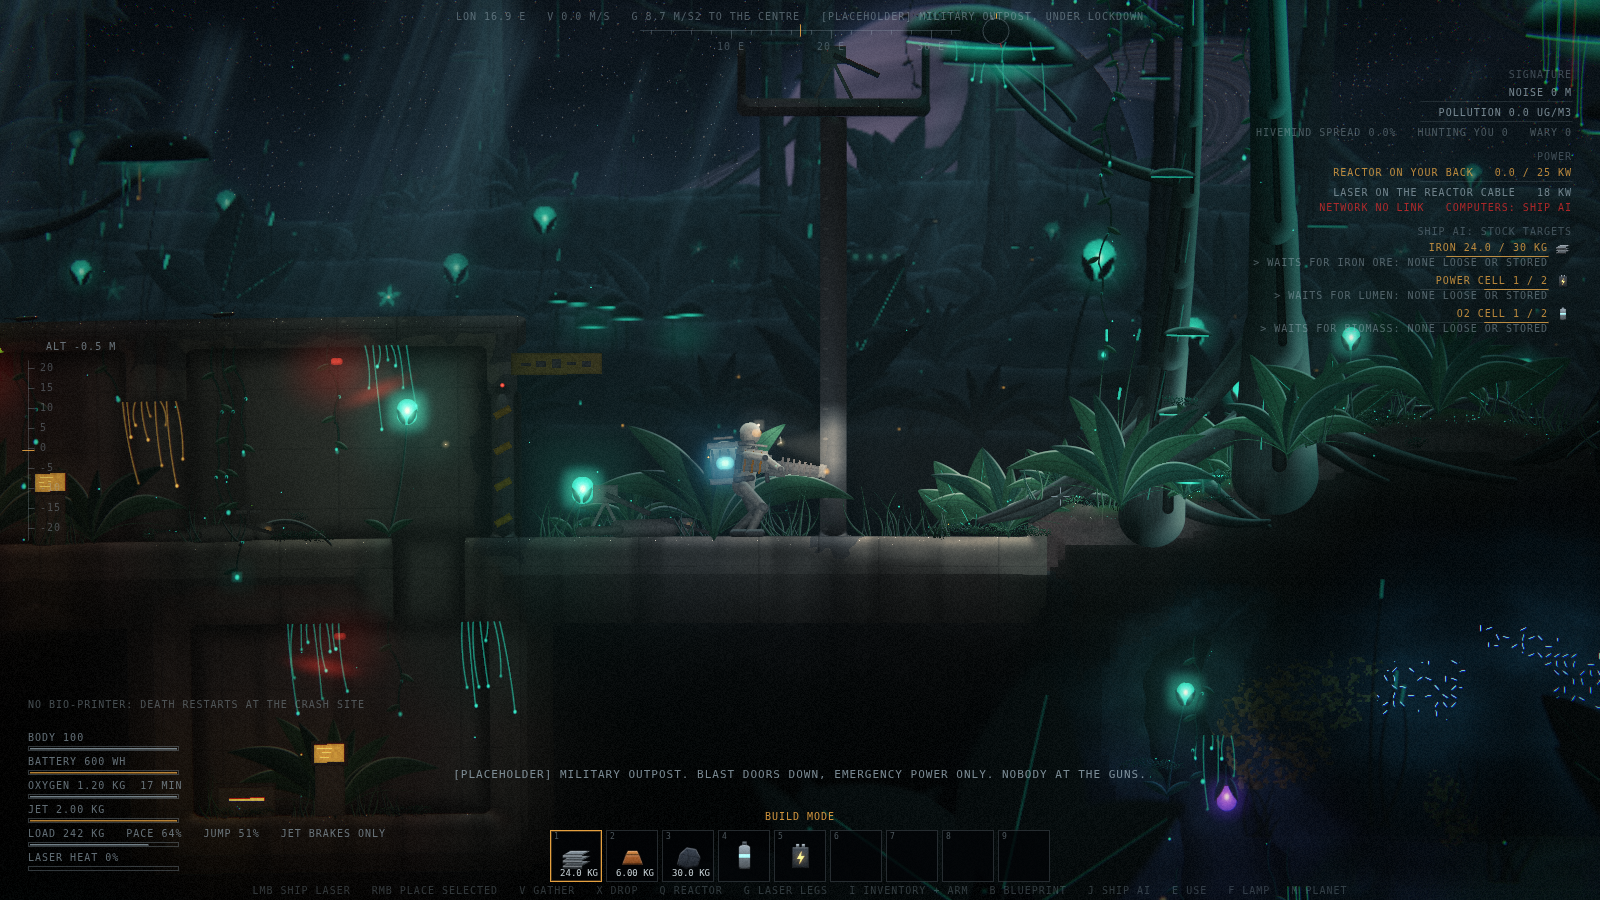 LON 16.9 E   V 0.0 M/S   G 8.7 M/S2 TO THE CENTRE   [PLACEHOLDER] MILITARY OUTPOST, UNDER LOCKDOWN
10 E   20 E
SIGNATURE
NOISE 0 M
POLLUTION 0.0 UG/M3
HIVEMIND SPREAD 0.0%   HUNTING YOU 0   WARY 0
POWER
REACTOR ON YOUR BACK   0.0 / 25 KW
LASER ON THE REACTOR CABLE   18 KW
NETWORK NO LINK   COMPUTERS: SHIP AI
SHIP AI: STOCK TARGETS
IRON 24.0 / 30 KG
> WAITS FOR IRON ORE: NONE LOOSE OR STORED
POWER CELL 1 / 2
> WAITS FOR LUMEN: NONE LOOSE OR STORED
O2 CELL 1 / 2
> WAITS FOR BIOMASS: NONE LOOSE OR STORED
ALT -0.5 M
20
15
10
5
0
-5
-15
-20
NO BIO-PRINTER: DEATH RESTARTS AT THE CRASH SITE
BODY 100
BATTERY 600 WH
OXYGEN 1.20 KG   17 MIN
JET 2.00 KG
LOAD 242 KG   PACE 64%   JUMP 51%   JET BRAKES ONLY
LASER HEAT 0%
[PLACEHOLDER] MILITARY OUTPOST. BLAST DOORS DOWN, EMERGENCY POWER ONLY. NOBODY AT THE GUNS.
BUILD MODE
1 2 3 4 5 6 7 8 9
24.0 KG   6.00 KG   30.0 KG
LMB SHIP LASER   RMB PLACE SELECTED   V GATHER   X DROP   Q REACTOR   G LASER LEGS   I INVENTORY + ARM   B BLUEPRINT   J SHIP AI   E USE   F LAMP   M PLANET